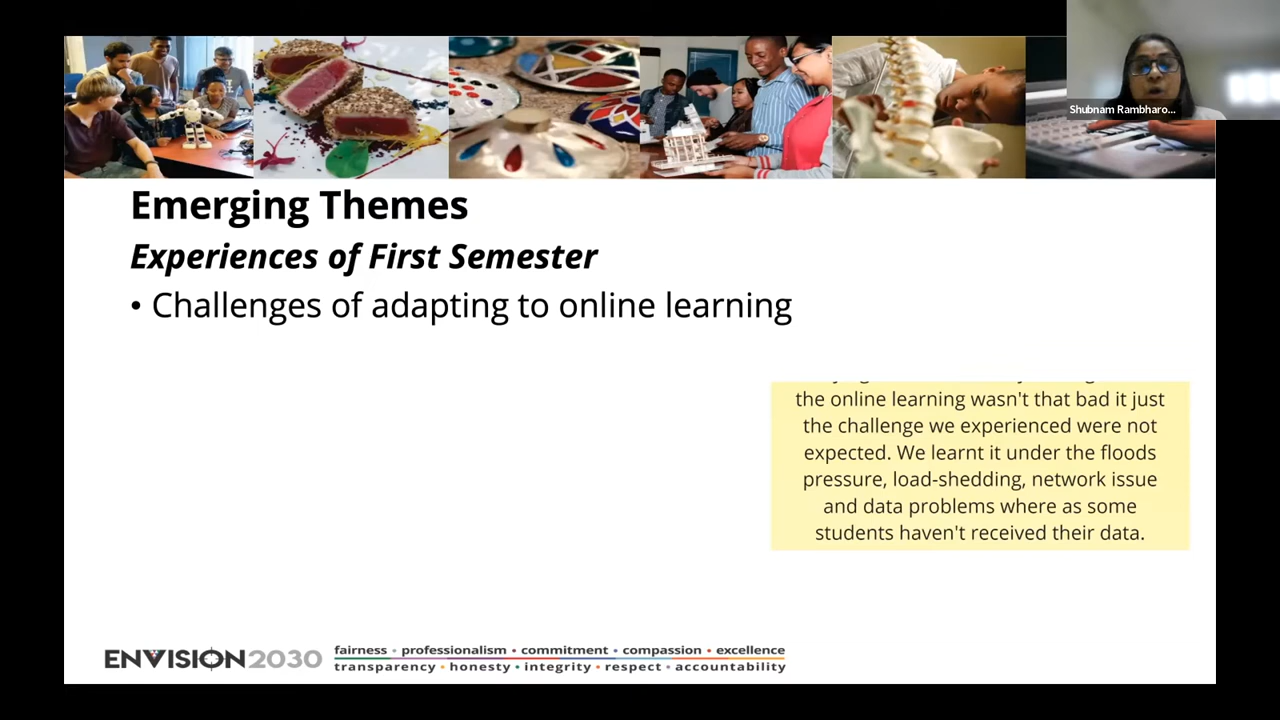 Shubnam Rambharo...
Emerging Themes
Experiences of First Semester
• Challenges of adapting to online learning
the online learning wasn't that bad it just
the challenge we experienced were not
expected. We learnt it under the floods
pressure, load-shedding, network issue
and data problems where as some
students haven't received their data.
ENVISION2030
fairness • professionalism • commitment • compassion • excellence
transparency • honesty • integrity • respect • accountability